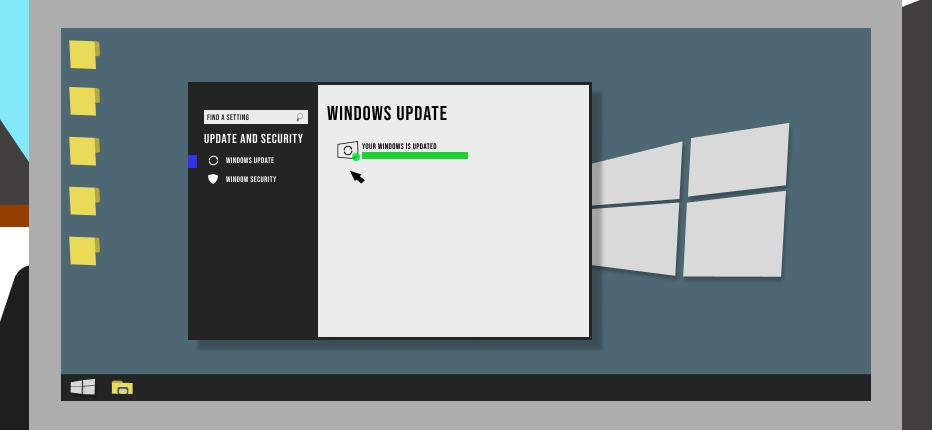 FIND A SETTING
UPDATE AND SECURITY
WINDOWS UPDATE
WINDOW SECURITY
WINDOWS UPDATE
YOUR WINDOWS IS UPDATED